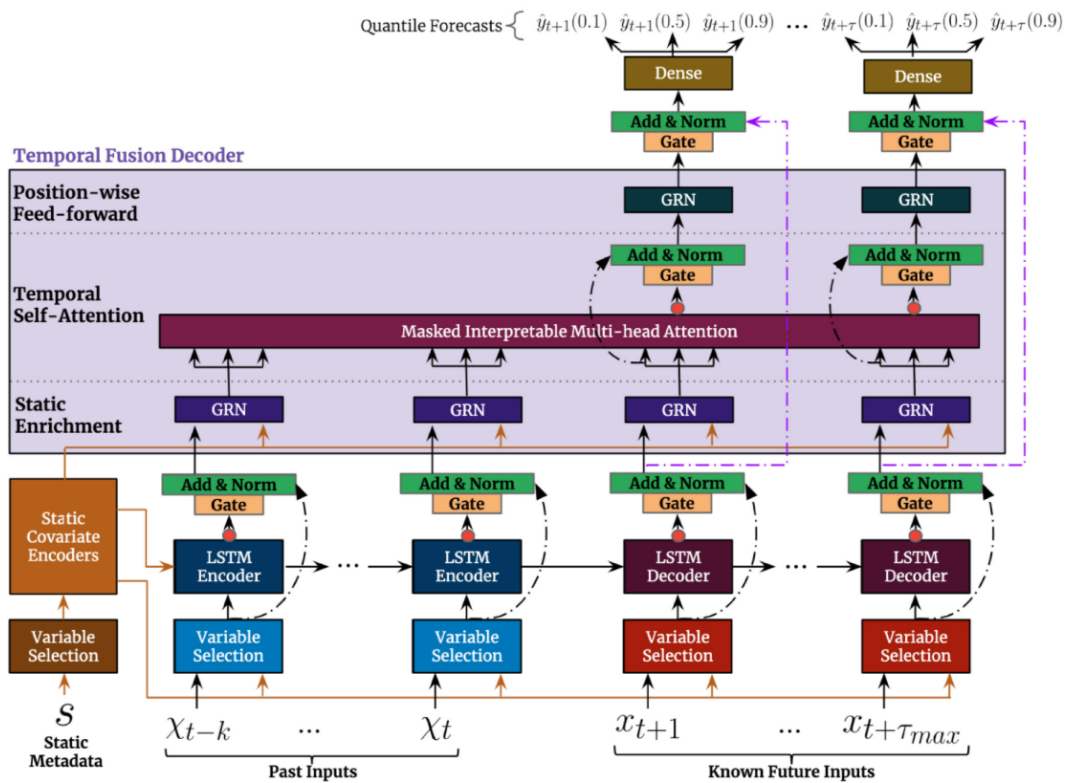 Quantile Forecasts { ŷt+1(0.1) ŷt+1(0.5) ŷt+1(0.9) ... ŷt+τ(0.1) ŷt+τ(0.5) ŷt+τ(0.9)
Dense Dense
Add & Norm Add & Norm
Gate Gate
Temporal Fusion Decoder
Position-wise
Feed-forward
GRN GRN
Add & Norm Add & Norm
Gate Gate
Temporal
Self-Attention
Masked Interpretable Multi-head Attention
Static
Enrichment
GRN GRN GRN GRN
Add & Norm Add & Norm Add & Norm Add & Norm
Gate Gate Gate Gate
Static
Covariate
Encoders
LSTM
Encoder
...
LSTM
Encoder
LSTM
Decoder
...
LSTM
Decoder
Variable
Selection
Variable
Selection
Variable
Selection
Variable
Selection
Variable
Selection
s
Static
Metadata
χt−k ... χt xt+1 ... xt+τmax
Past Inputs
Known Future Inputs